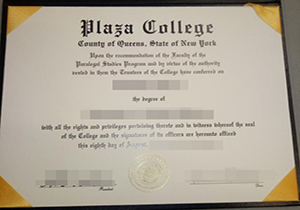 Plaza College
County of Queens, State of New York
Upon the recommendation of the Faculty of the
Paralegal Studies Program and by virtue of the authority
vested in them the Trustees of the College have conferred on
the degree of
with all the rights and privileges pertaining thereto and in witness whereof the seal
of the College and the signatures of its officers are hereunto affixed
this eighth day of August,
President